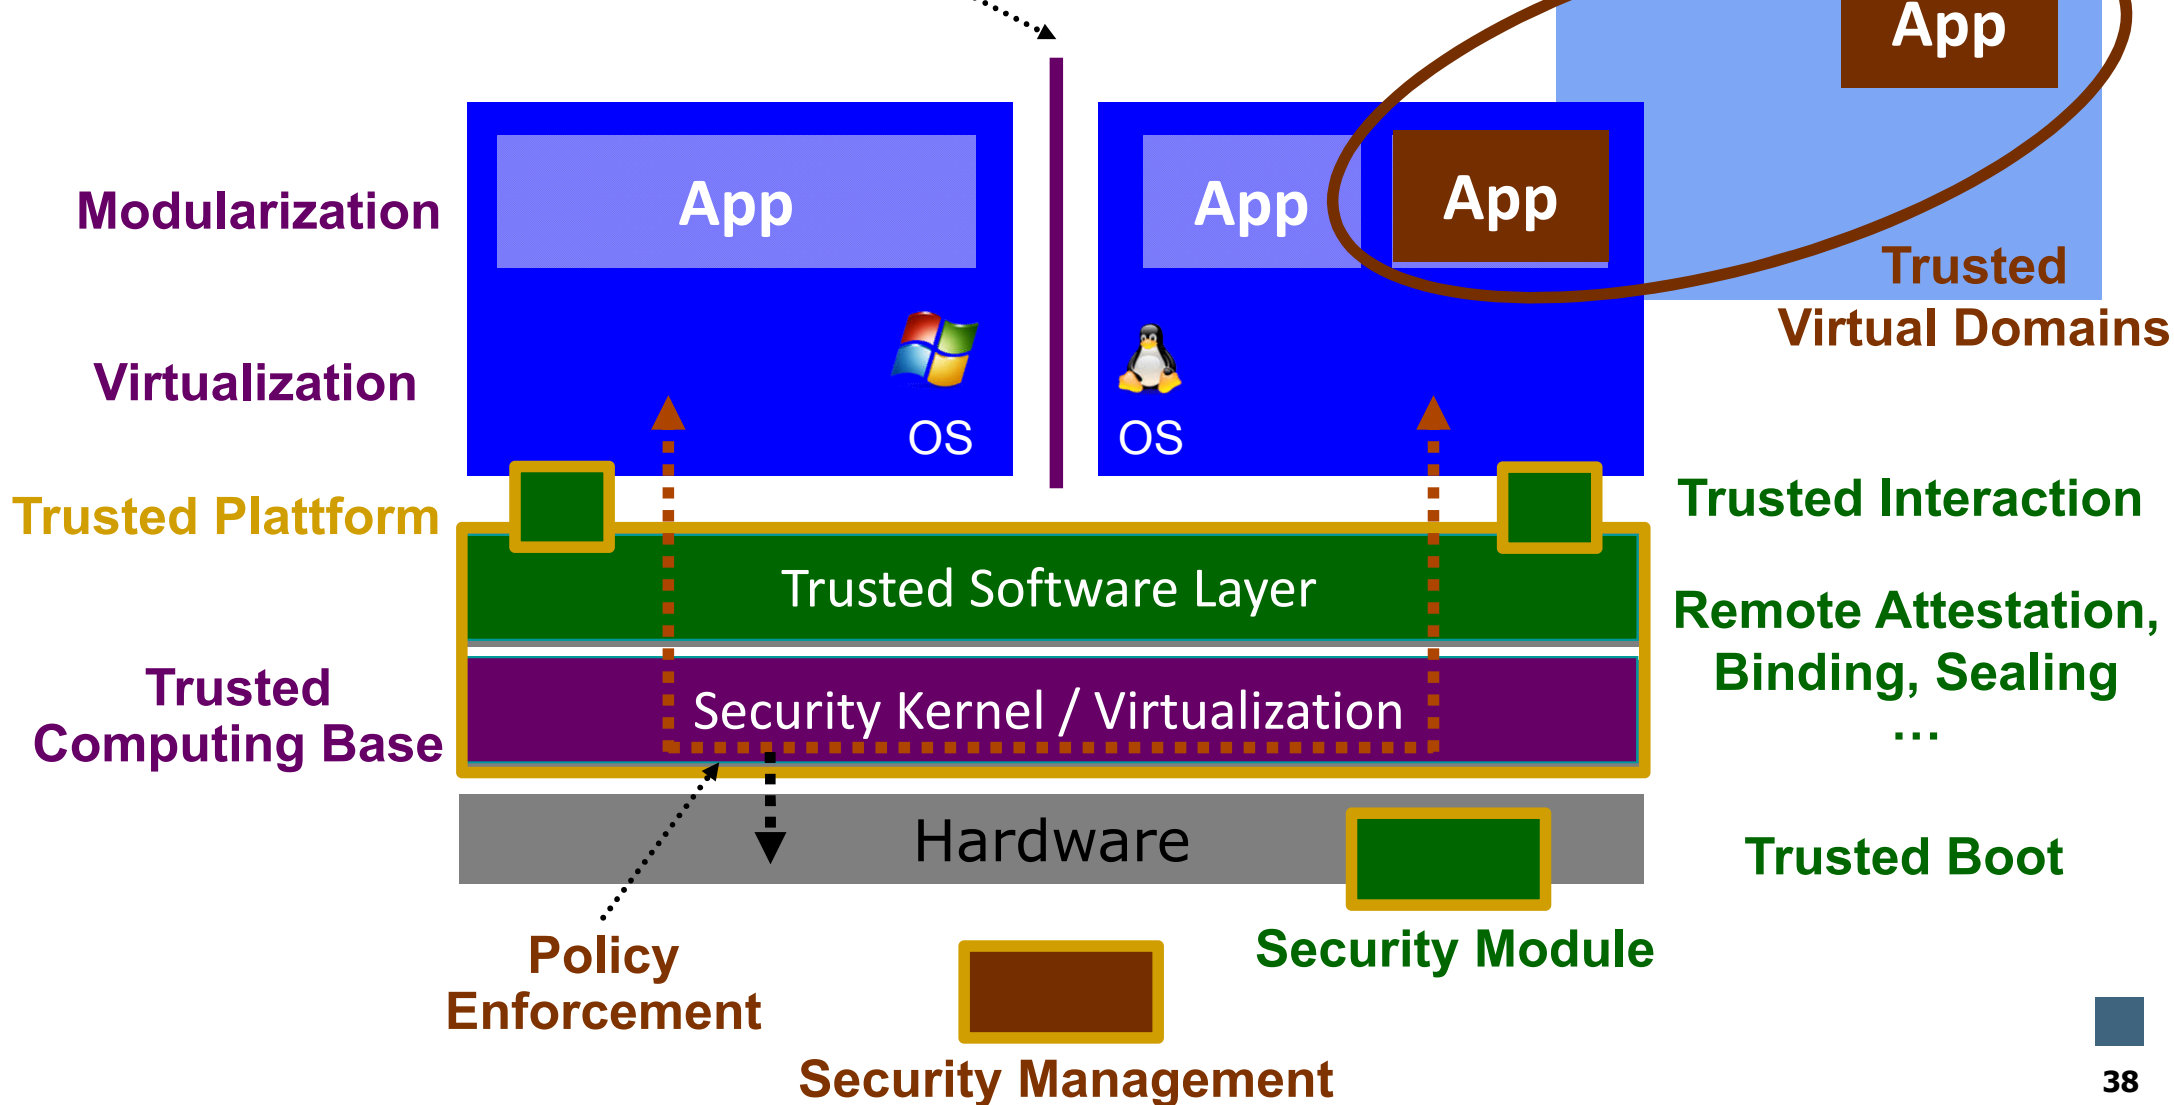 App
Modularization
App
App
App
Trusted
Virtual Domains
Virtualization
OS
OS
Trusted Plattform
Trusted Interaction
Trusted Software Layer
Remote Attestation,
Binding, Sealing
...
Trusted
Computing Base
Security Kernel / Virtualization
Hardware
Trusted Boot
Policy
Enforcement
Security Module
Security Management
38